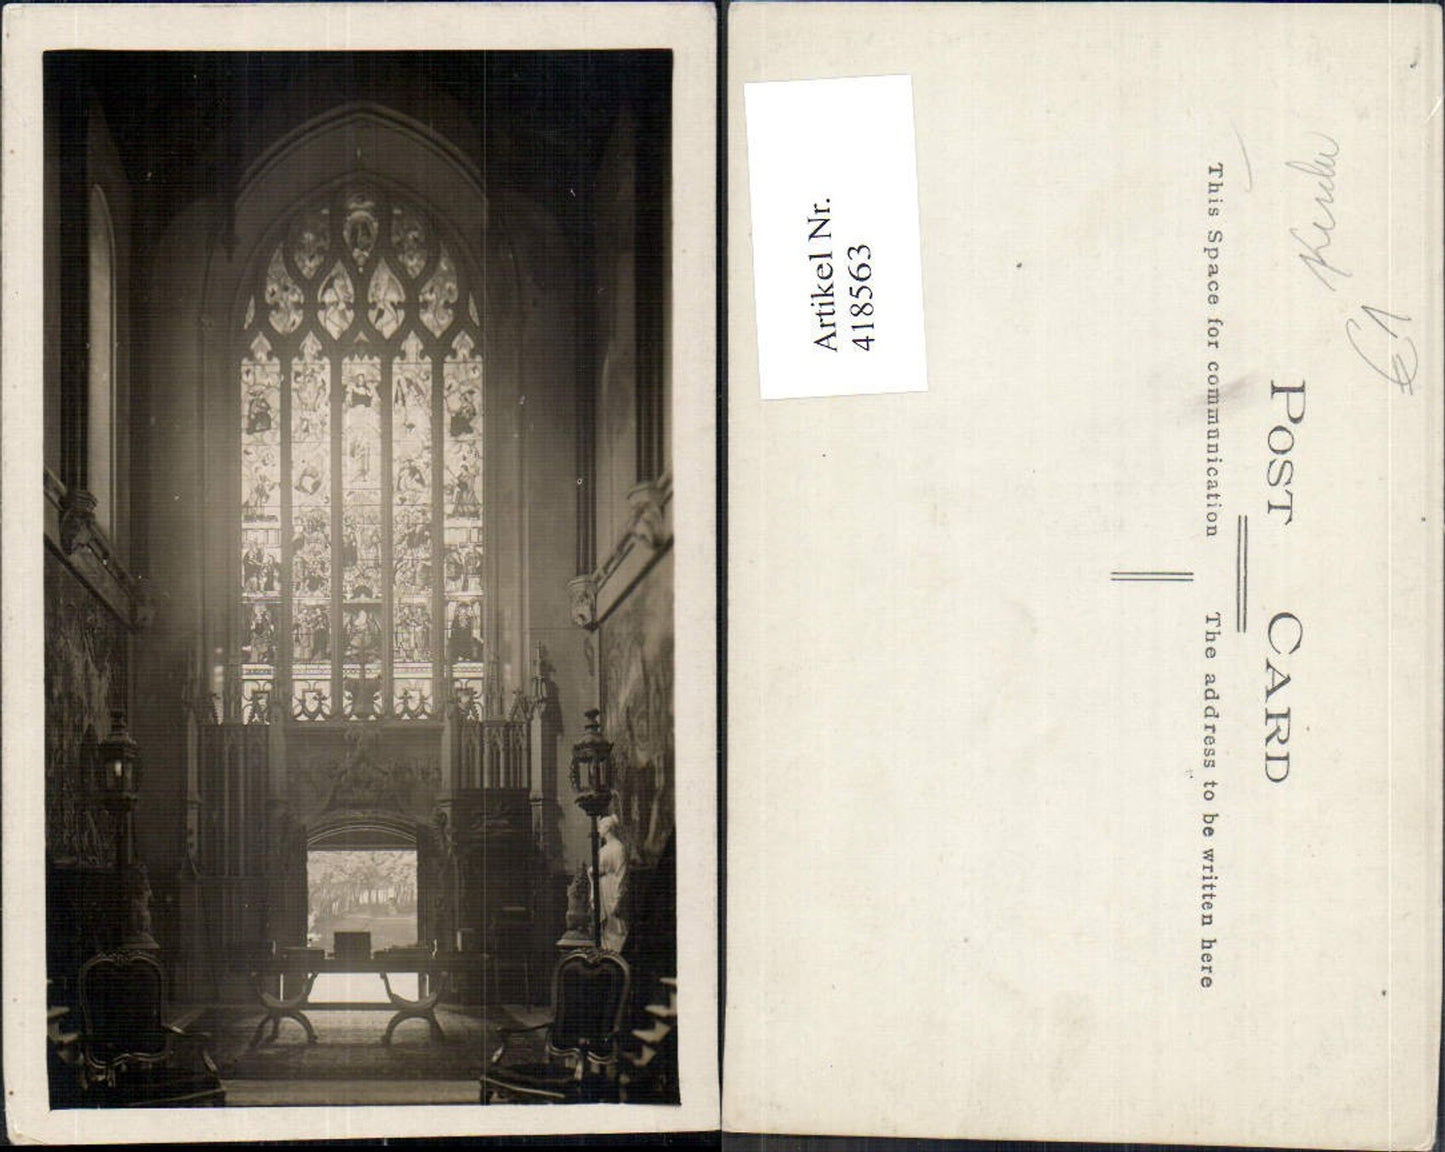 Artikel Nr.
418563
POST CARD
This Space for communication
The address to be written here